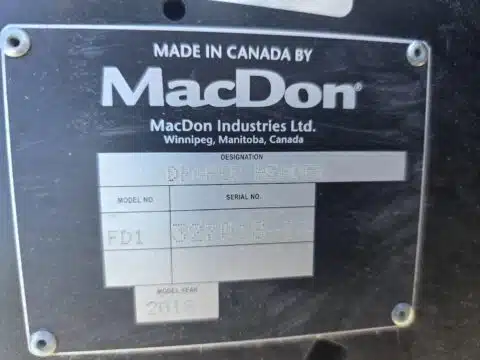 MADE IN CANADA BY
MacDon®
MacDon Industries Ltd.
Winnipeg, Manitoba, Canada
DESIGNATION
HEADER
MODEL NO.
SERIAL NO.
FD1
MODEL YEAR